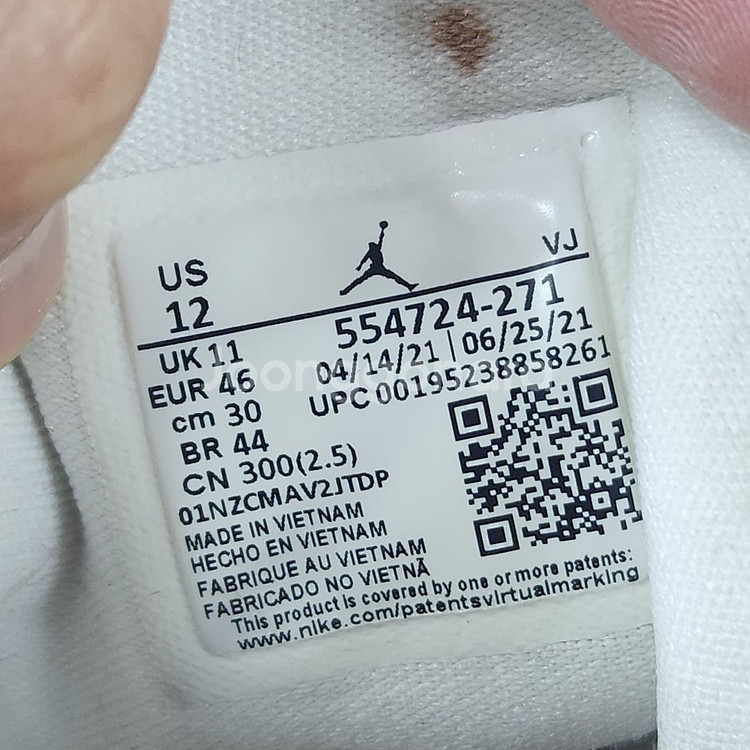 US
12
VJ
554724-271
04/14/21 | 06/25/21
UPC 00195238858261
UK 11
EUR 46
cm 30
BR 44
CN 300(2.5)
01NZCMAV2JTDP
MADE IN VIETNAM
HECHO EN VIETNAM
FABRIQUE AU VIETNAM
FABRICADO NO VIETNÃ
This product is covered by one or more patents:
www.nike.com/patentsvirtualmarking